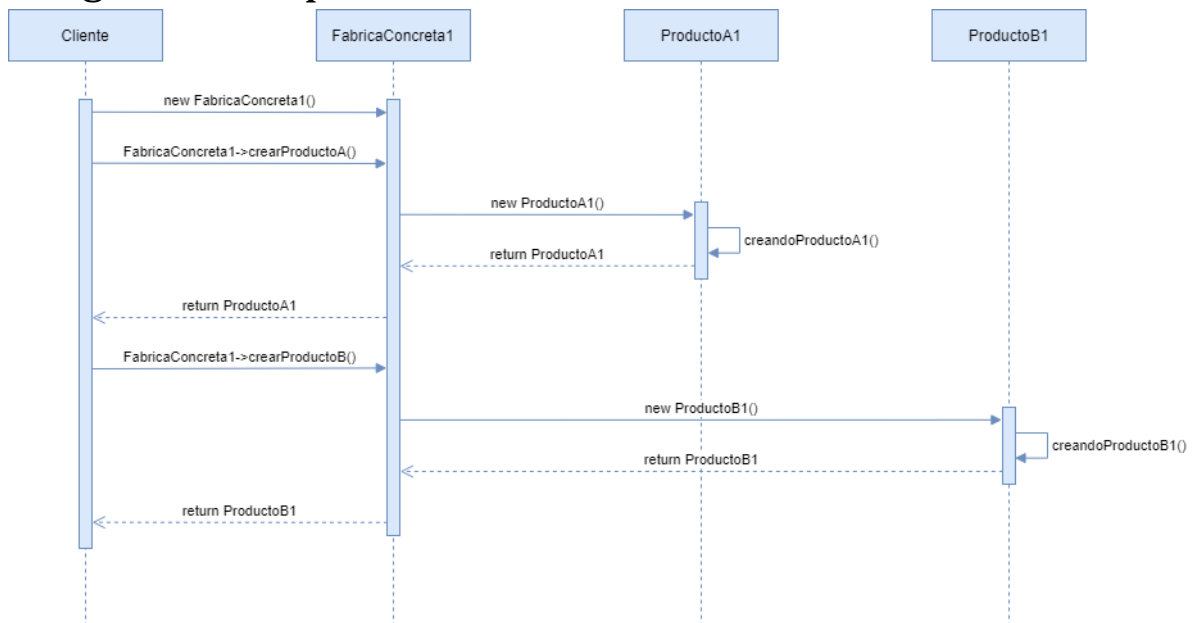 Cliente
FabricaConcreta1
ProductoA1
ProductoB1
new FabricaConcreta1()
FabricaConcreta1->crearProductoA()
new ProductoA1()
creandoProductoA1()
return ProductoA1
return ProductoA1
FabricaConcreta1->crearProductoB()
new ProductoB1()
creandoProductoB1()
return ProductoB1
return ProductoB1